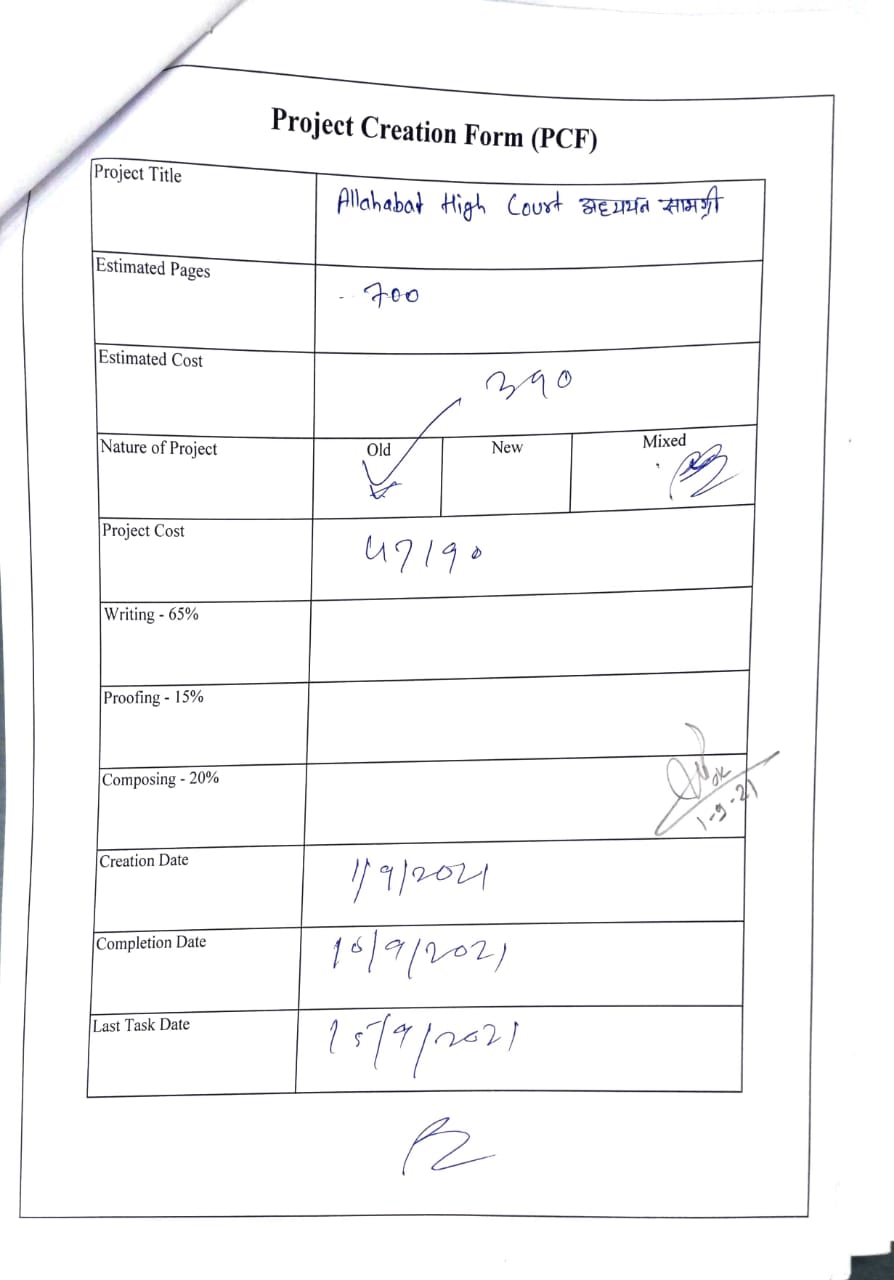 Project Creation Form (PCF)
Project Title
Allahabat High Court अध्ययन सामग्री
Estimated Pages
- 700
Estimated Cost
390
Nature of Project
Old
New
Mixed
Project Cost
47190
Writing - 65%
Proofing - 15%
Composing - 20%
ok
1-9-21
Creation Date
1/9/2021
Completion Date
16/9/2021
Last Task Date
15/9/2021